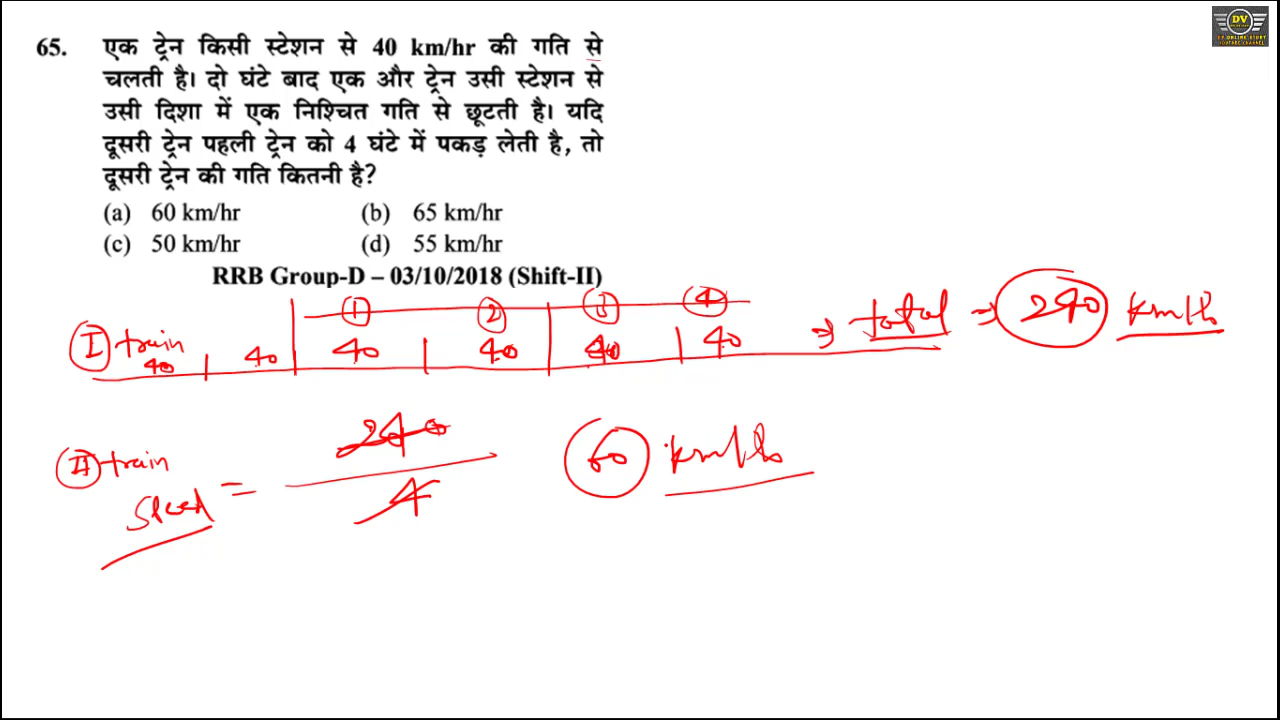 65. एक ट्रेन किसी स्टेशन से 40 km/hr की गति से
चलती है। दो घंटे बाद एक और ट्रेन उसी स्टेशन से
उसी दिशा में एक निश्चित गति से छूटती है। यदि
दूसरी ट्रेन पहली ट्रेन को 4 घंटे में पकड़ लेती है, तो
दूसरी ट्रेन की गति कितनी है?
(a) 60 km/hr (b) 65 km/hr
(c) 50 km/hr (d) 55 km/hr
RRB Group-D – 03/10/2018 (Shift-II)
1 2 3 4
I train 40 40 40 40 40 40 ⇒ total ⇒ 240 km/h
II train speed = 240/4 60 km/h
DV